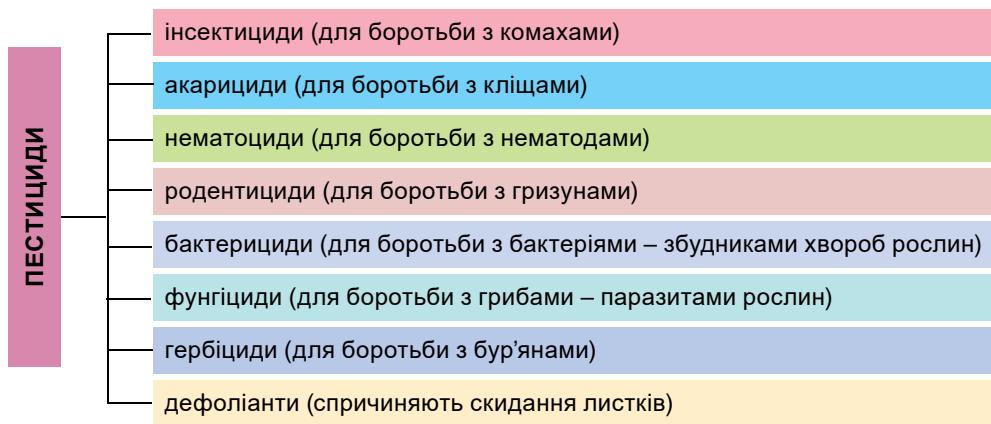 ПЕСТИЦИДИ
інсектициди (для боротьби з комахами)
акарициди (для боротьби з кліщами)
нематоциди (для боротьби з нематодами)
родентициди (для боротьби з гризунами)
бактерициди (для боротьби з бактеріями – збудниками хвороб рослин)
фунгіциди (для боротьби з грибами – паразитами рослин)
гербіциди (для боротьби з бур’янами)
дефоліанти (спричиняють скидання листків)